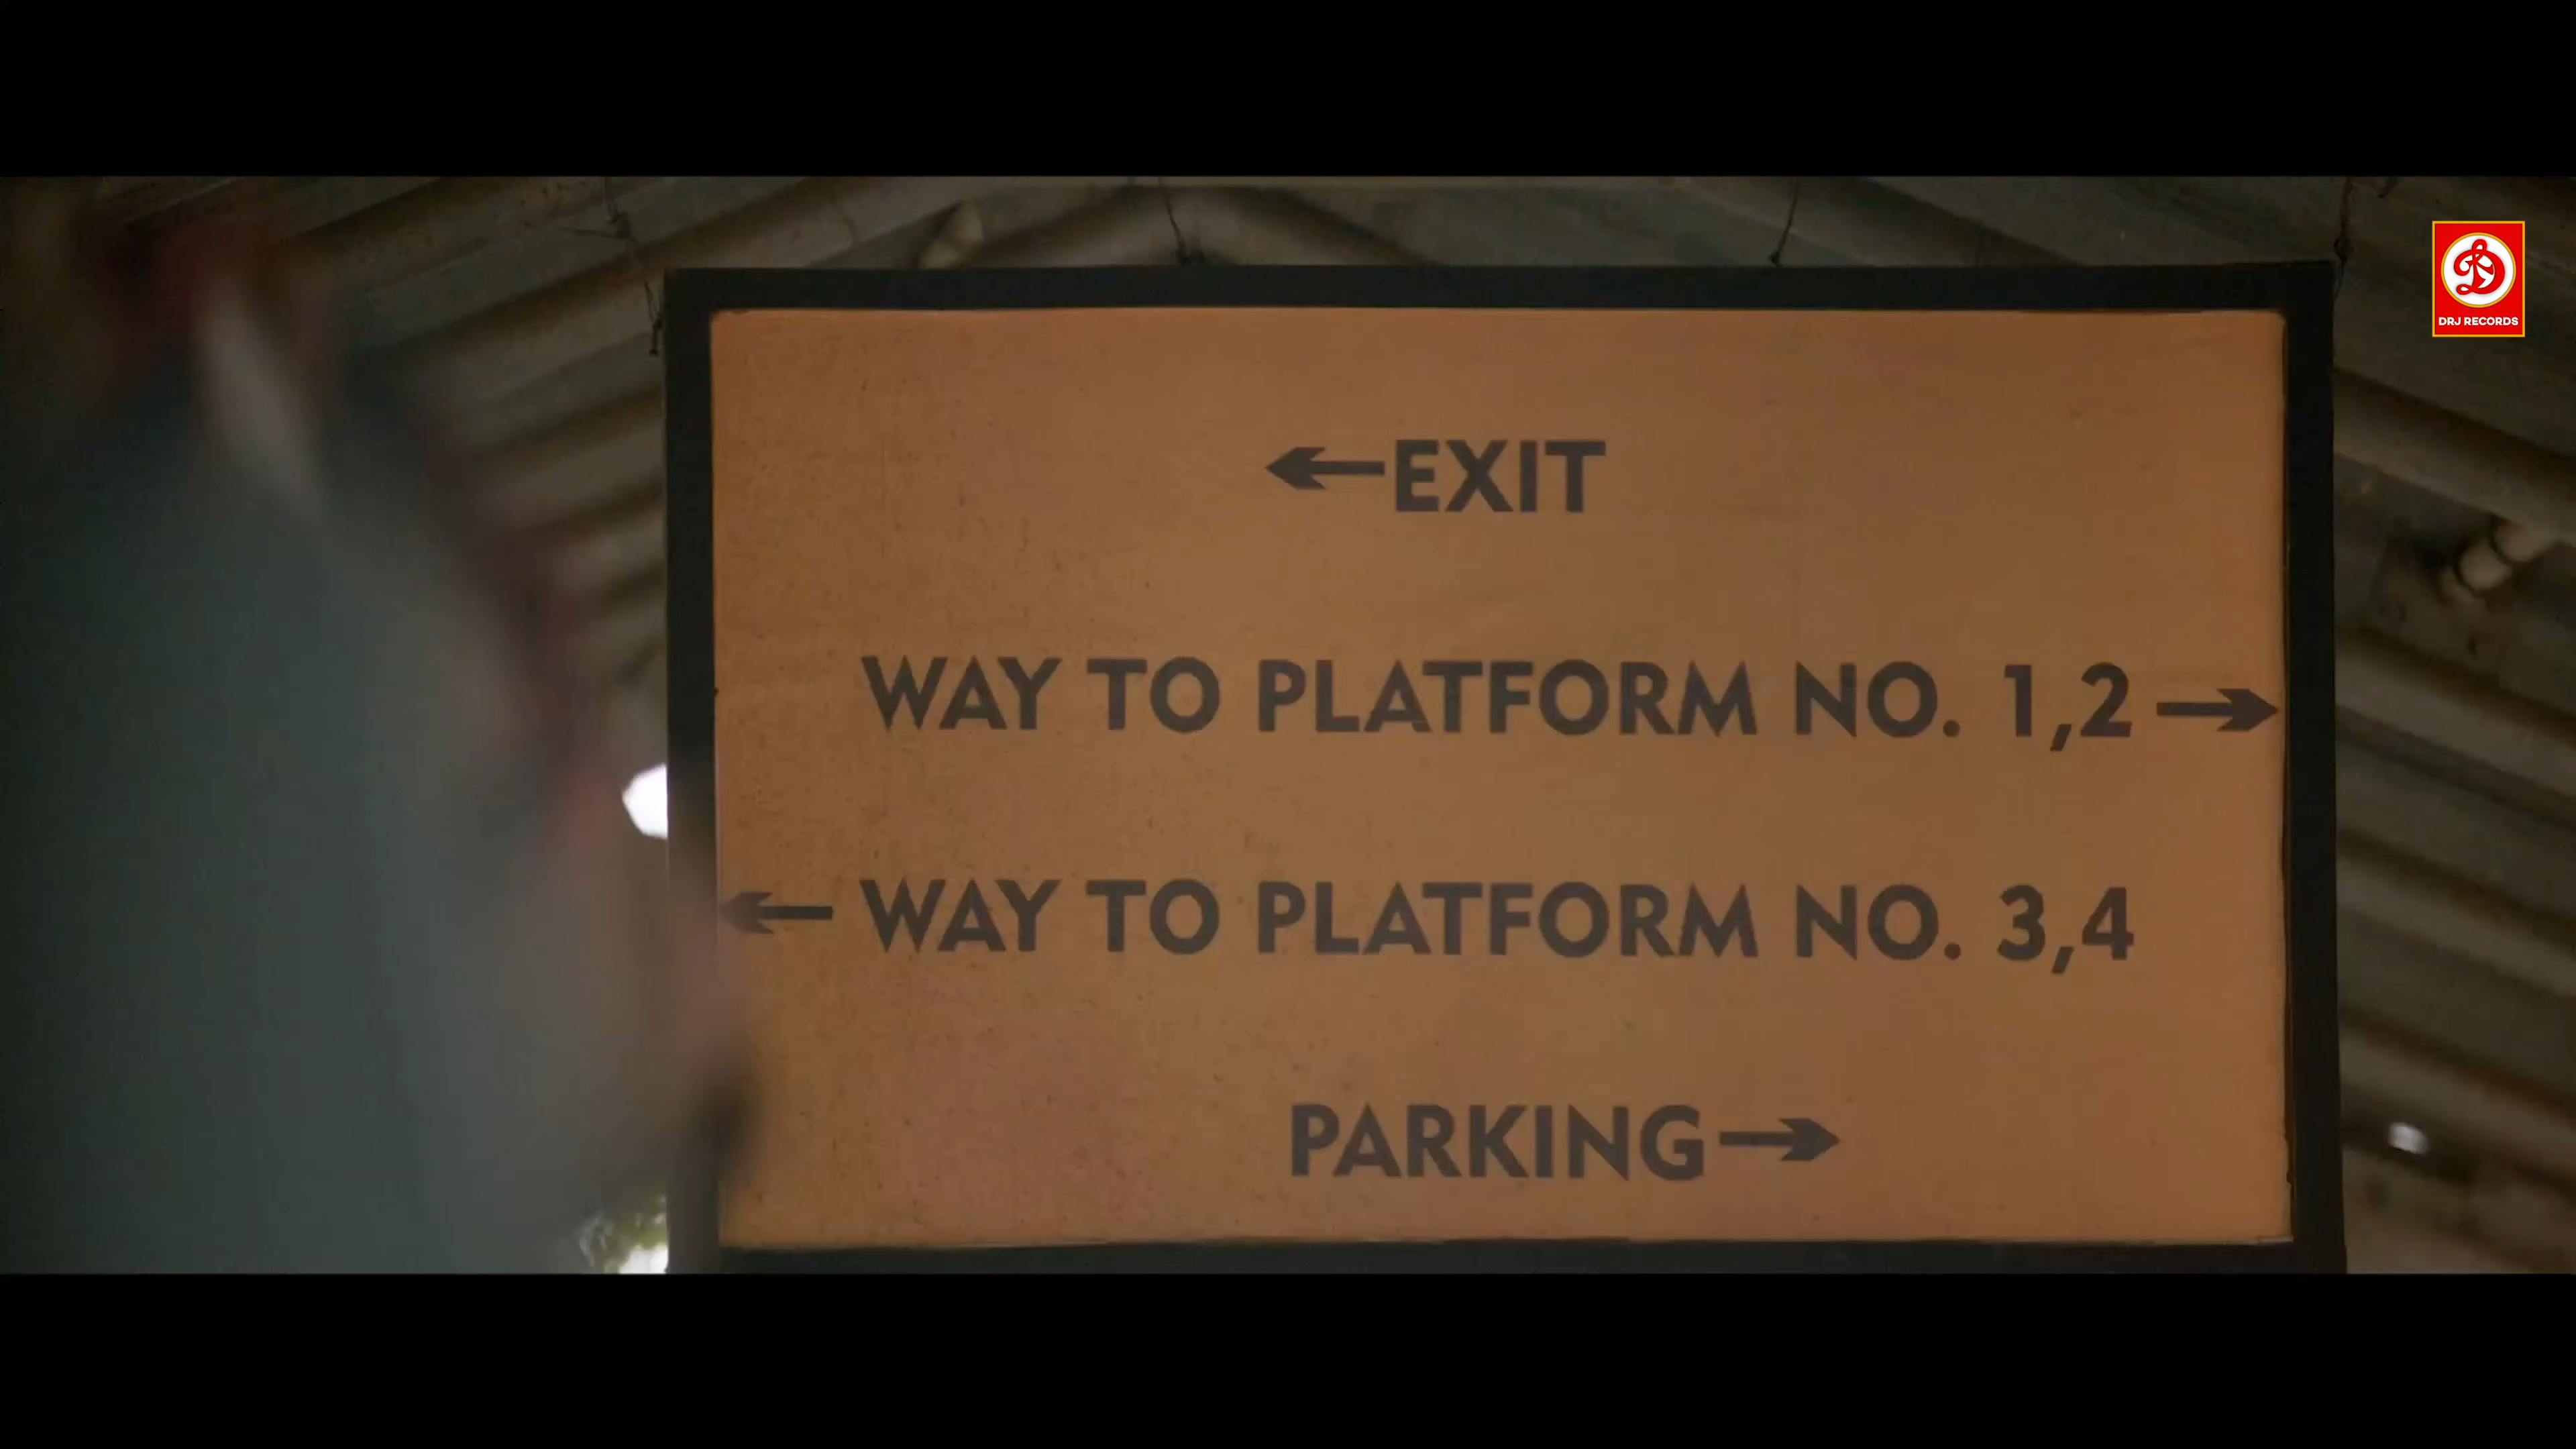 DRJ RECORDS
←EXIT
WAY TO PLATFORM NO. 1,2→
← WAY TO PLATFORM NO. 3,4
PARKING→